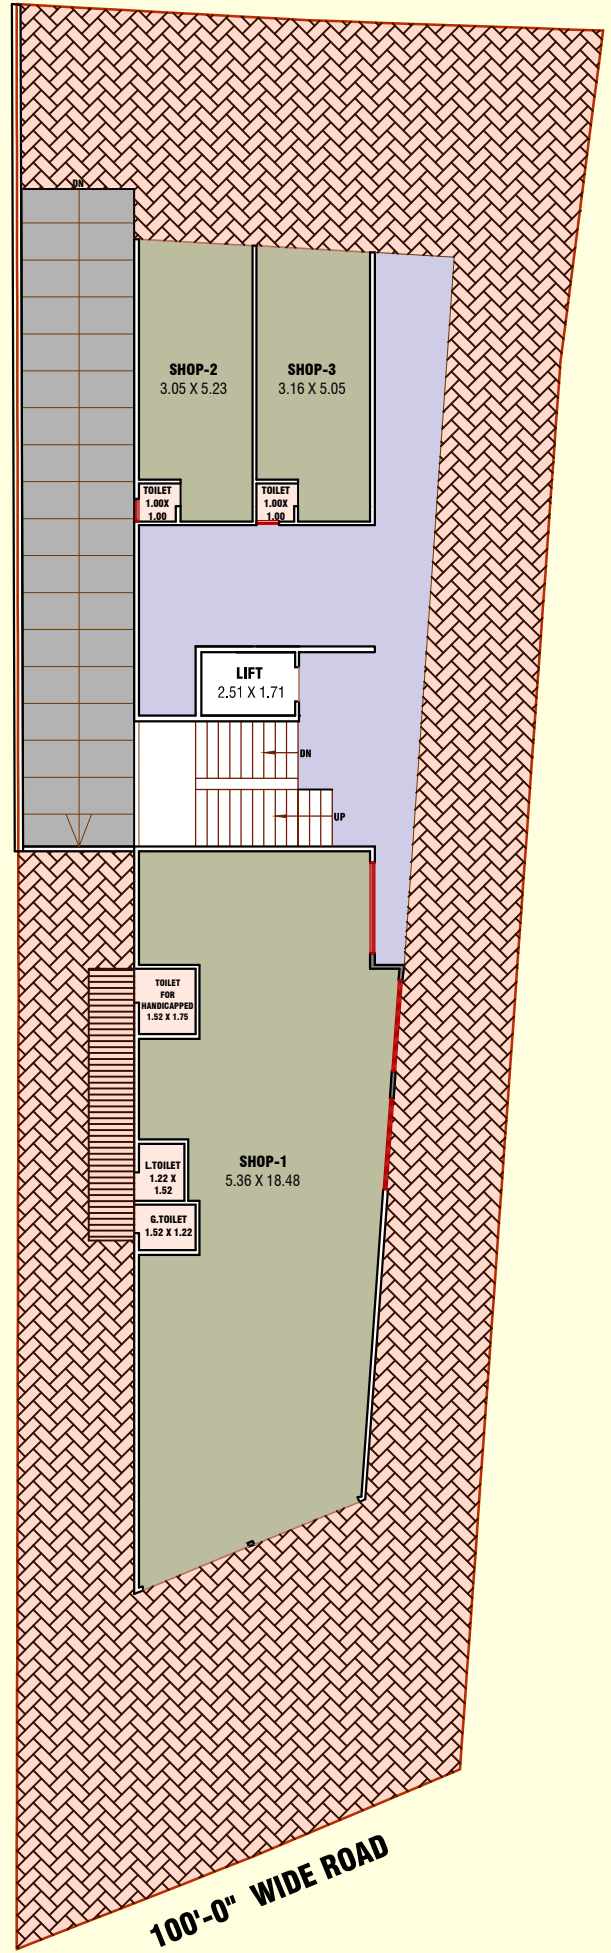 DN
SHOP-2
3.05 X 5.23
SHOP-3
3.16 X 5.05
TOILET
1.00X
1.00
TOILET
1.00X
1.00
LIFT
2.51 X 1.71
DN
UP
TOILET
FOR
HANDICAPPED
1.52 X 1.75
L.TOILET
1.22 X
1.52
SHOP-1
5.36 X 18.48
G.TOILET
1.52 X 1.22
100'-0" WIDE ROAD